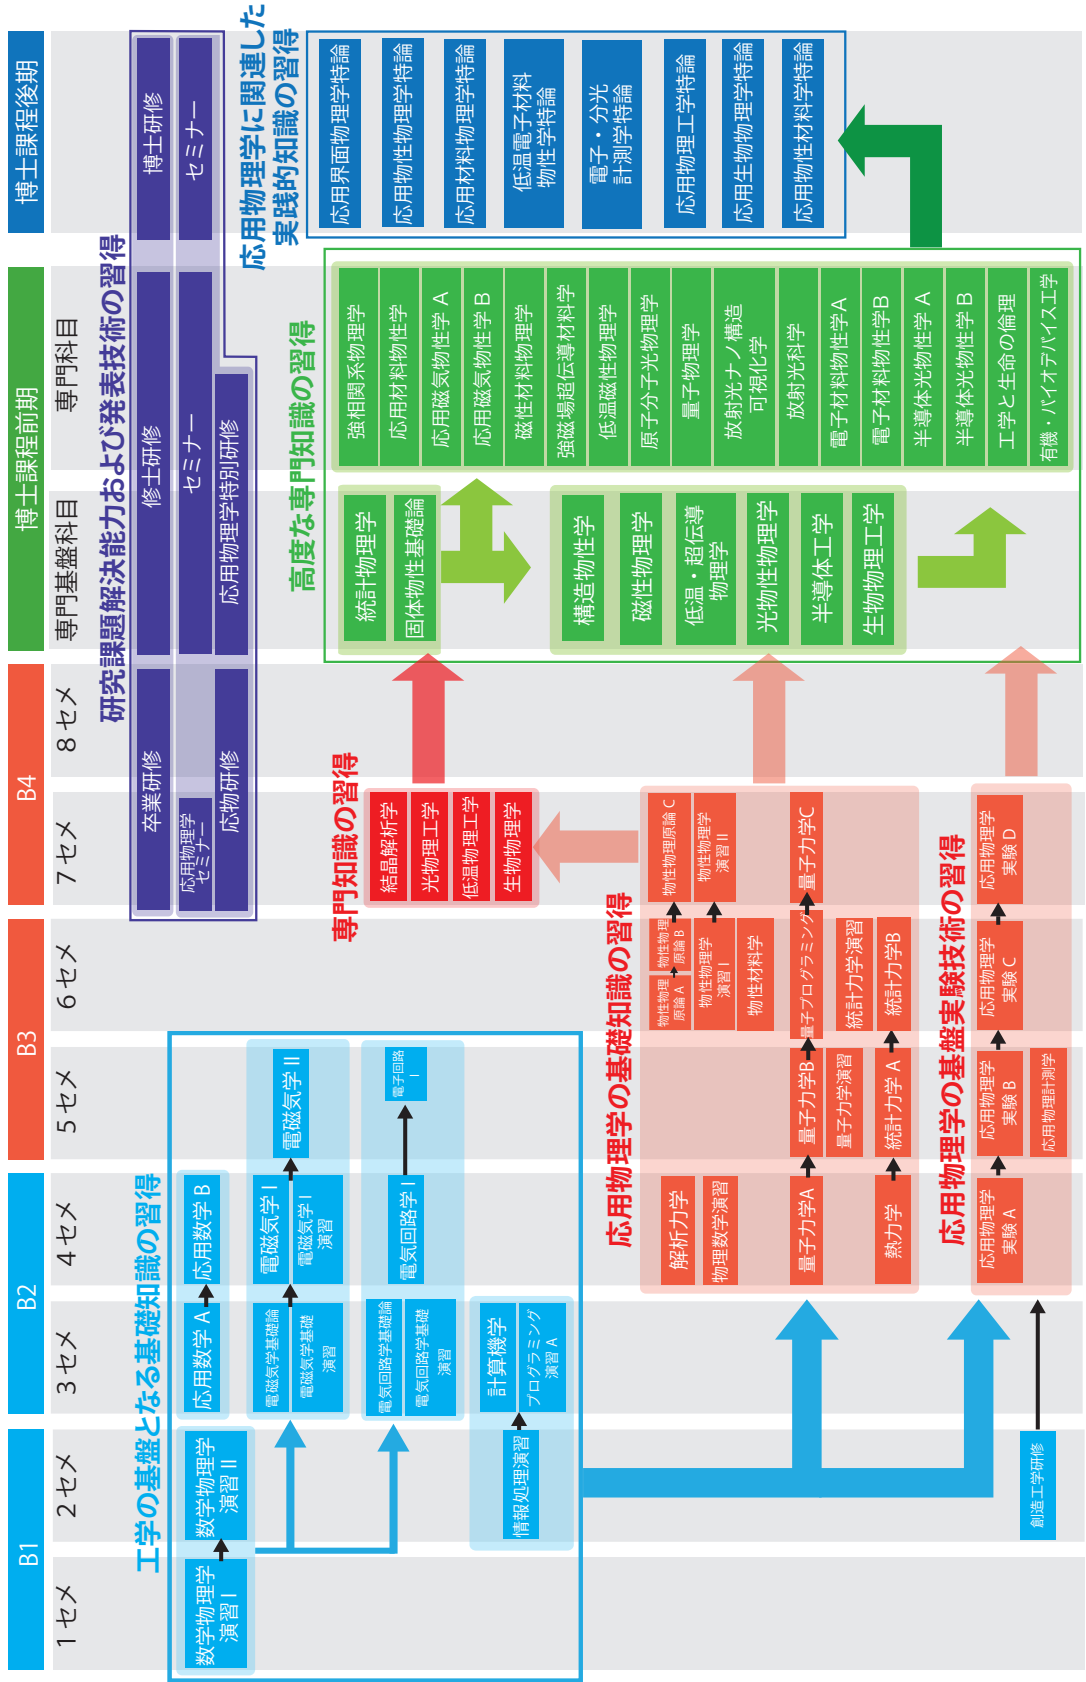 B1
B2
B3
B4
博士課程前期
博士課程後期
1セメ
2セメ
3セメ
4セメ
5セメ
6セメ
7セメ
8セメ
専門基盤科目
専門科目
研究課題解決能力および発表技術の習得
卒業研修
修士研修
博士研修
応用物理学
セミナー
セミナー
セミナー
応物研修
応用物理学特別研修
工学の基盤となる基礎知識の習得
数学物理学
演習 I
数学物理学
演習 II
応用数学 A
応用数学 B
電磁気学基礎論
電磁気学基礎
演習
電磁気学 I
電磁気学 I
演習
電磁気学 II
電気回路学基礎論
電気回路学基礎
演習
電気回路学 I
電子回路
I
情報処理演習
計算機学
プログラミング
演習 A
創造工学研修
専門知識の習得
結晶解析学
光物理工学
低温物理工学
生物物理学
応用物理学の基礎知識の習得
解析力学
物理数学演習
量子力学A
熱力学
量子力学B
量子力学演習
統計力学 A
物性物理
原論 A
物性物理
原論 B
物性物理学
演習 I
物性材料学
量子プログラミング
統計力学演習
統計力学B
物性物理原論 C
物性物理学
演習 II
量子力学C
応用物理学の基盤実験技術の習得
応用物理学
実験 A
応用物理学
実験 B
応用物理計測学
応用物理学
実験 C
応用物理学
実験 D
高度な専門知識の習得
統計物理学
固体物性基礎論
構造物性学
磁性物理学
低温・超伝導
物理学
光物性物理学
半導体工学
生物物理工学
強相関系物理学
応用材料物性学
応用磁気物性学 A
応用磁気物性学 B
磁性材料物理学
強磁場超伝導材料学
低温磁性物理学
原子分子光物理学
量子物理学
放射光ナノ構造
可視化学
放射光科学
電子材料物性学A
電子材料物性学B
半導体光物性学 A
半導体光物性学 B
工学と生命の倫理
有機・バイオデバイス工学
応用物理学に関連した
実践的知識の習得
応用界面物理学特論
応用物性物理学特論
応用材料物理学特論
低温電子材料
物性学特論
電子・分光
計測学特論
応用物理工学特論
応用生物物理学特論
応用物性材料学特論